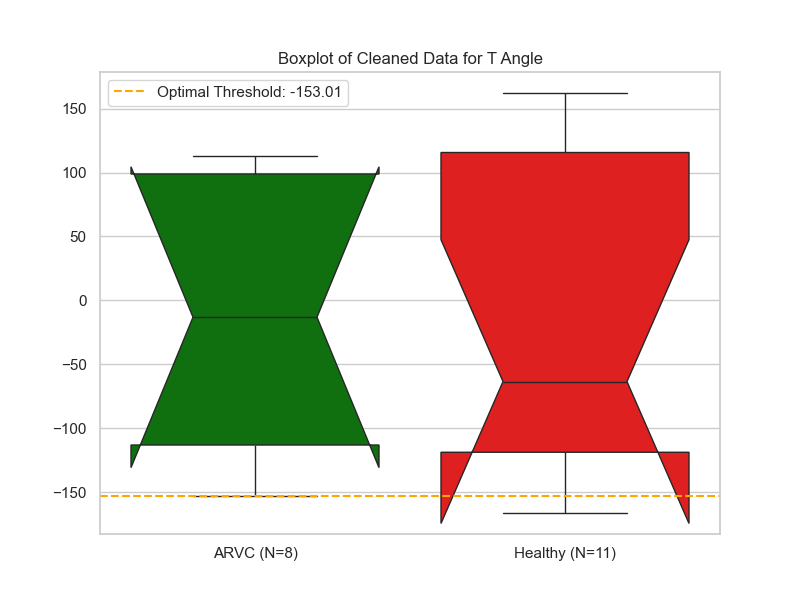 Boxplot of Cleaned Data for T Angle
Optimal Threshold: -153.01
150
100
50
0
−50
−100
−150
ARVC (N=8)
Healthy (N=11)